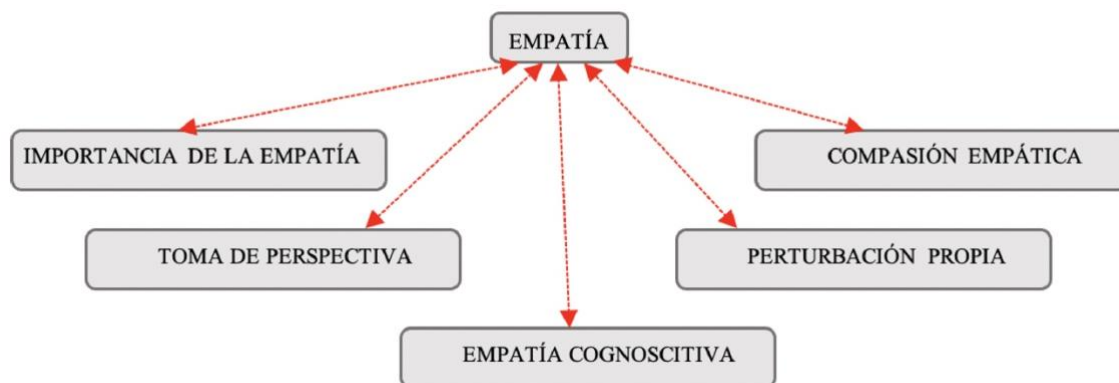 EMPATÍA
IMPORTANCIA DE LA EMPATÍA
COMPASIÓN EMPÁTICA
TOMA DE PERSPECTIVA
PERTURBACIÓN PROPIA
EMPATÍA COGNOSCITIVA